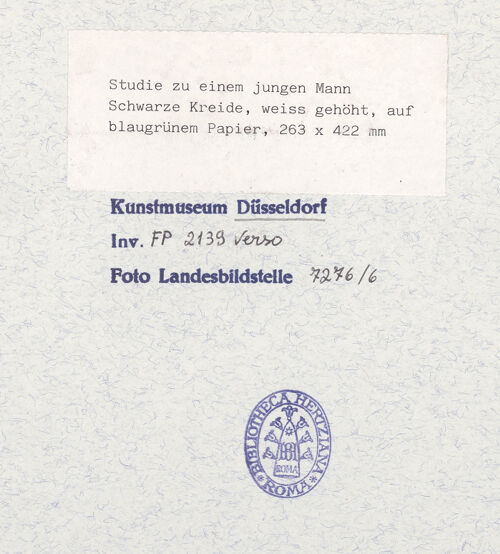 Studie zu einem jungen Mann
Schwarze Kreide, weiss gehöht, auf
blaugrünem Papier, 263 x 422 mm
Kunstmuseum Düsseldorf
Inv. FP 2139 verso
Foto Landesbildstelle 7276/6
BIBLIOTHECA HERTZIANA
ROMA
ROMA